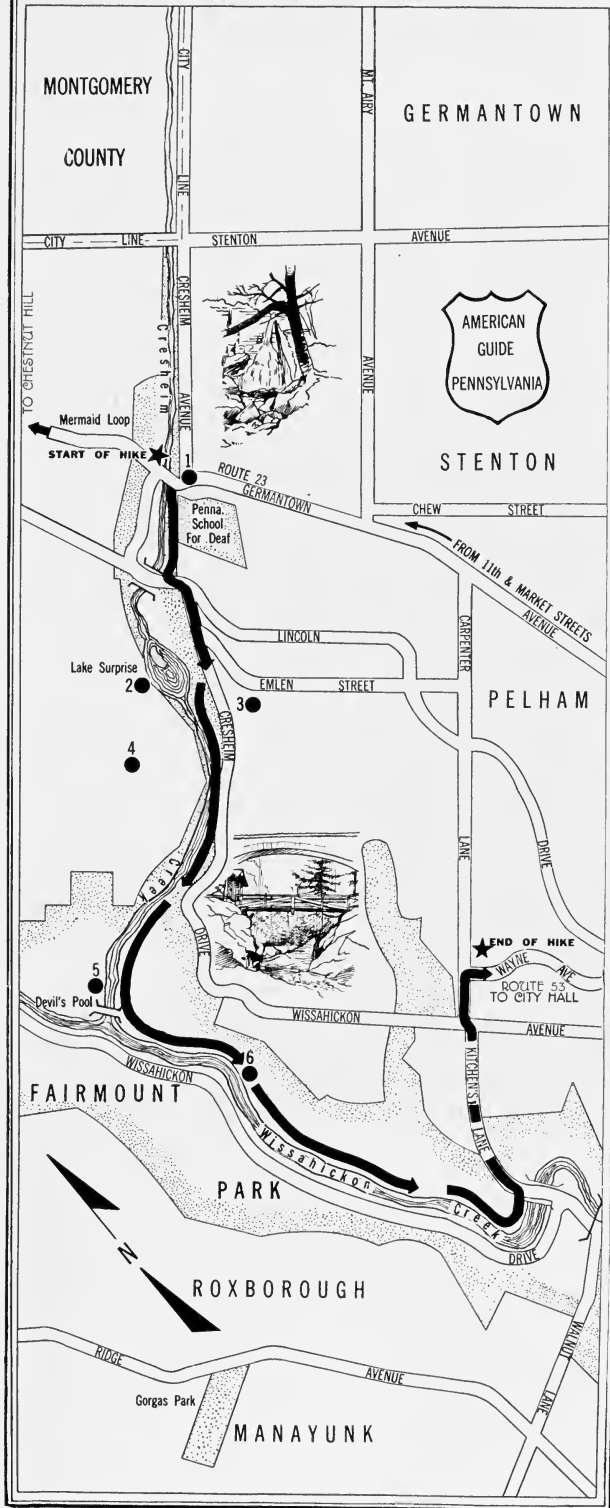 MONTGOMERY
COUNTY
CITY
LINE
MT. AIRY
GERMANTOWN
CITY LINE
STENTON
AVENUE
TO CHESTNUT HILL
Cresheim
CRESHEIM
AVENUE
AVENUE
AMERICAN
GUIDE
PENNSYLVANIA
STENTON
Mermaid Loop
START OF HIKE
1
ROUTE 23
GERMANTOWN
Penna.
School
For Deaf
CHEW STREET
FROM 11th & MARKET STREETS
AVENUE
CARPENTER
LINCOLN
Lake Surprise
2
EMLEN STREET
3
CRESHEIM
PELHAM
4
LANE
DRIVE
Creek
DRIVE
END OF HIKE
WAYNE AVE
ROUTE 53
TO CITY HALL
5
Devil's Pool
WISSAHICKON
AVENUE
WISSAHICKON
6
KITCHEN'S
LANE
FAIRMOUNT
Wissahickon
Creek
PARK
DRIVE
N
ROXBOROUGH
WALNUT
LANE
RIDGE
AVENUE
Gorgas Park
MANAYUNK